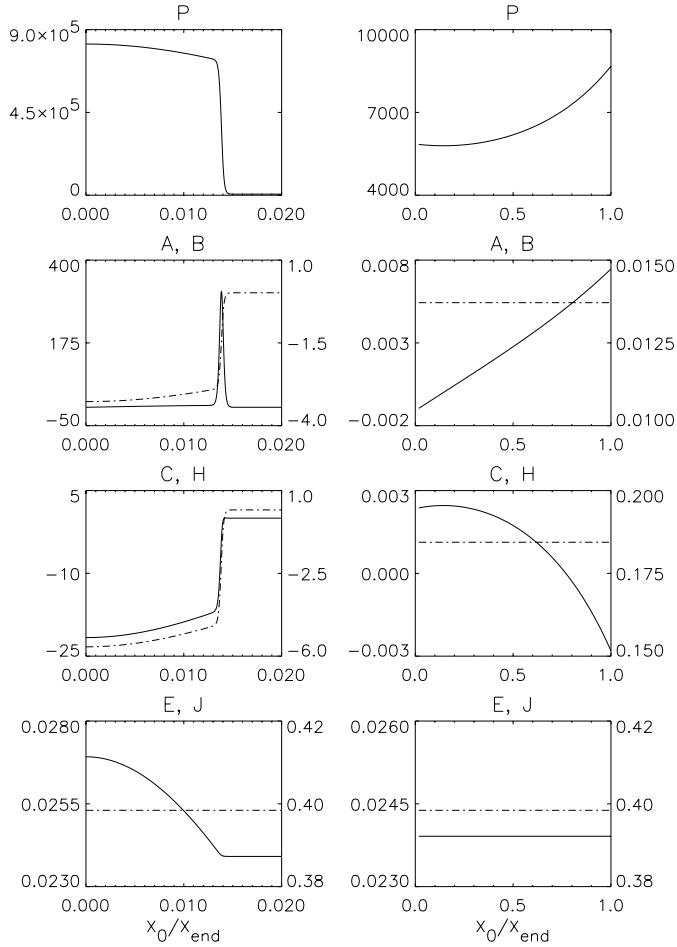 P
9.0×10^5
4.5×10^5
0
0.000 0.010 0.020
P
10000
7000
4000
0.0 0.5 1.0
A, B
400
175
−50
1.0
−1.5
−4.0
0.000 0.010 0.020
A, B
0.008
0.003
−0.002
0.0150
0.0125
0.0100
0.0 0.5 1.0
C, H
5
−10
−25
1.0
−2.5
−6.0
0.000 0.010 0.020
C, H
0.003
0.000
−0.003
0.200
0.175
0.150
0.0 0.5 1.0
E, J
0.0280
0.0255
0.0230
0.42
0.40
0.38
0.000 0.010 0.020
x_0/x_end
E, J
0.0260
0.0245
0.0230
0.42
0.40
0.38
0.0 0.5 1.0
x_0/x_end